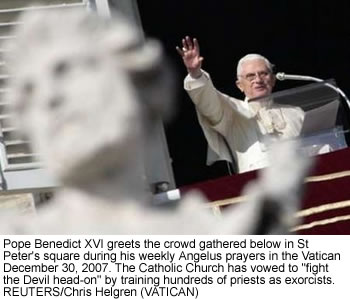 Pope Benedict XVI greets the crowd gathered below in St
Peter's square during his weekly Angelus prayers in the Vatican
December 30, 2007. The Catholic Church has vowed to "fight
the Devil head-on" by training hundreds of priests as exorcists.
REUTERS/Chris Helgren (VATICAN)